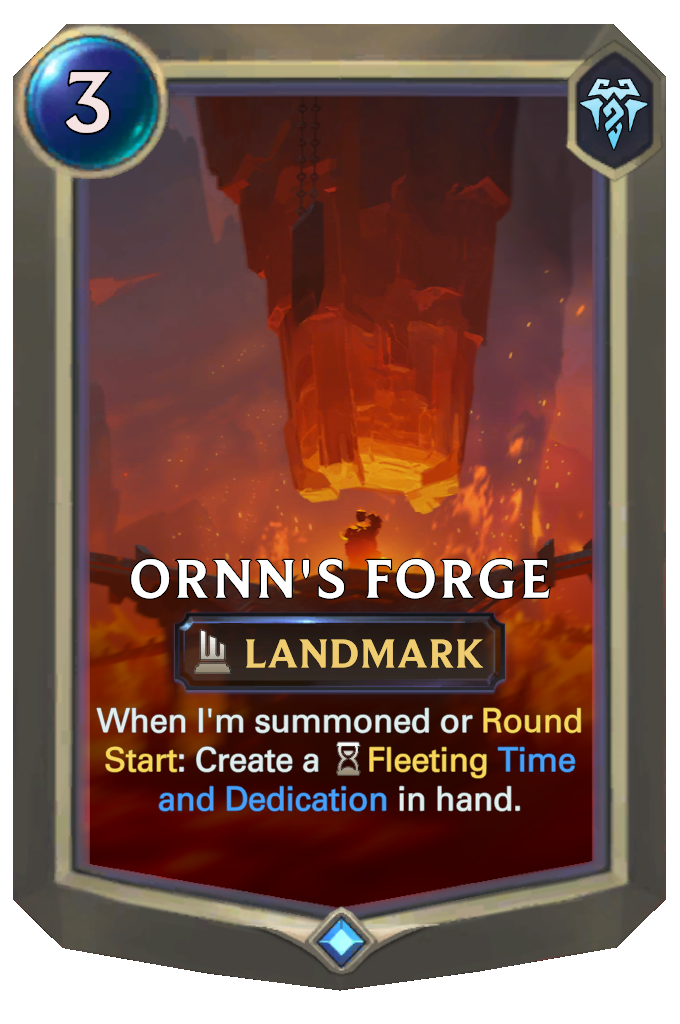 3
ORNN'S FORGE
LANDMARK
When I'm summoned or Round
Start: Create a Fleeting Time
and Dedication in hand.